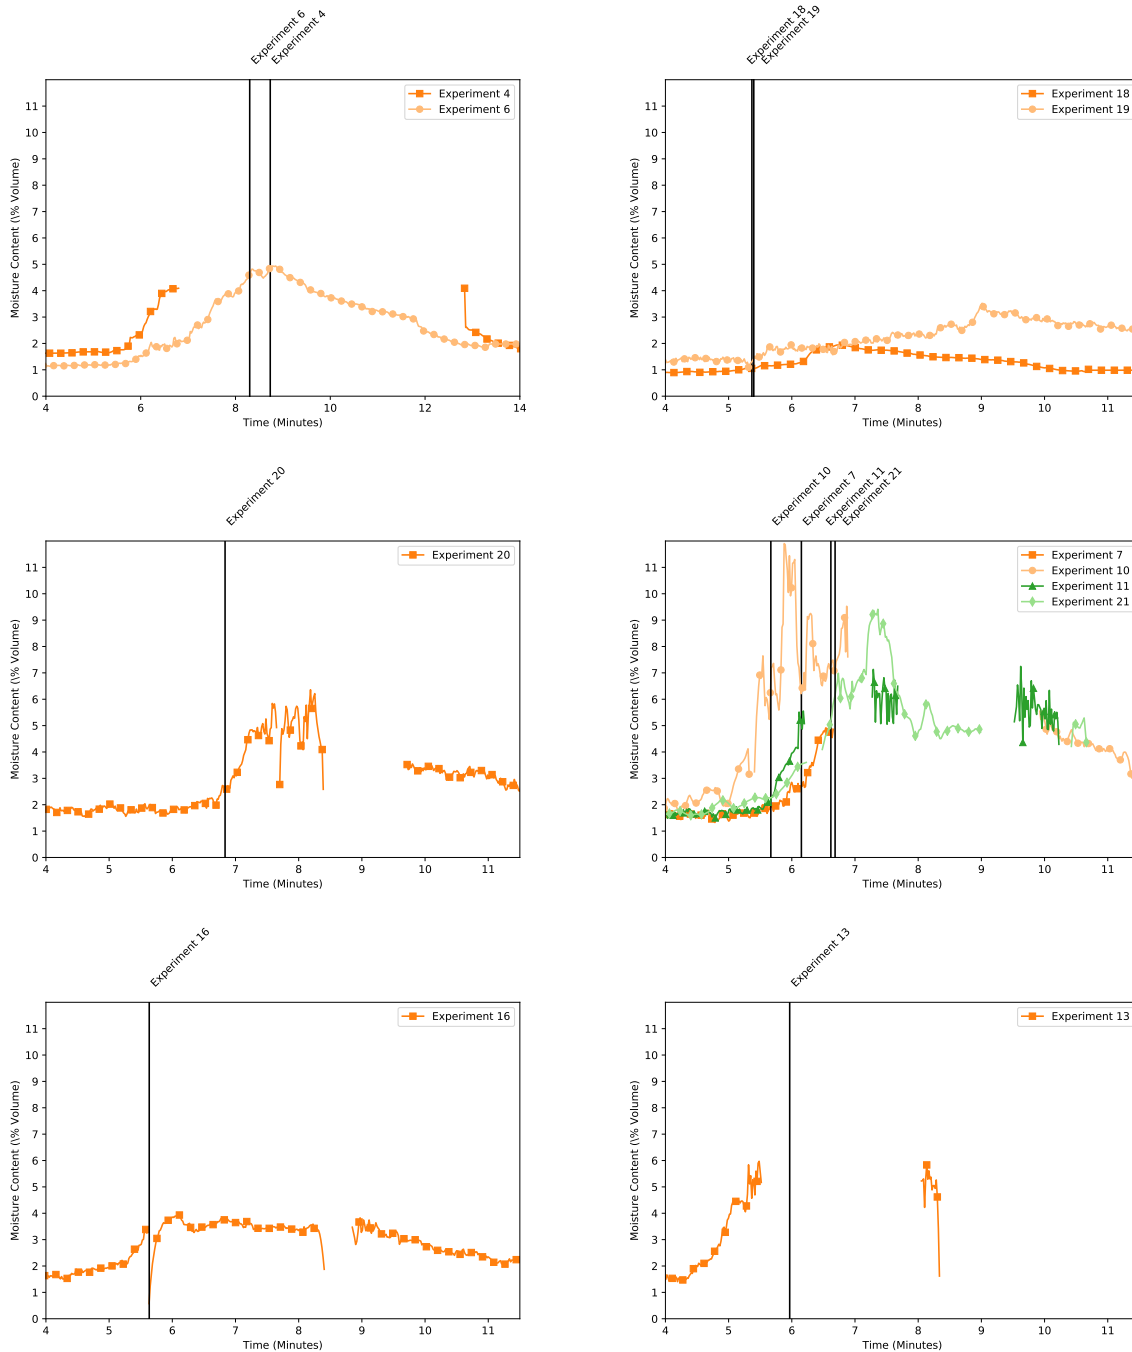 Experiment 6
Experiment 4
Experiment 4
Experiment 6
Moisture Content (\% Volume)
11
10
9
8
7
6
5
4
3
2
1
0
4 6 8 10 12 14
Time (Minutes)
Experiment 18
Experiment 19
Experiment 18
Experiment 19
Moisture Content (\% Volume)
11
10
9
8
7
6
5
4
3
2
1
0
4 5 6 7 8 9 10 11
Time (Minutes)
Experiment 20
Experiment 20
Moisture Content (\% Volume)
11
10
9
8
7
6
5
4
3
2
1
0
4 5 6 7 8 9 10 11
Time (Minutes)
Experiment 10
Experiment 7
Experiment 11
Experiment 21
Experiment 7
Experiment 10
Experiment 11
Experiment 21
Moisture Content (\% Volume)
11
10
9
8
7
6
5
4
3
2
1
0
4 5 6 7 8 9 10 11
Time (Minutes)
Experiment 16
Experiment 16
Moisture Content (\% Volume)
11
10
9
8
7
6
5
4
3
2
1
0
4 5 6 7 8 9 10 11
Time (Minutes)
Experiment 13
Experiment 13
Moisture Content (\% Volume)
11
10
9
8
7
6
5
4
3
2
1
0
4 5 6 7 8 9 10 11
Time (Minutes)